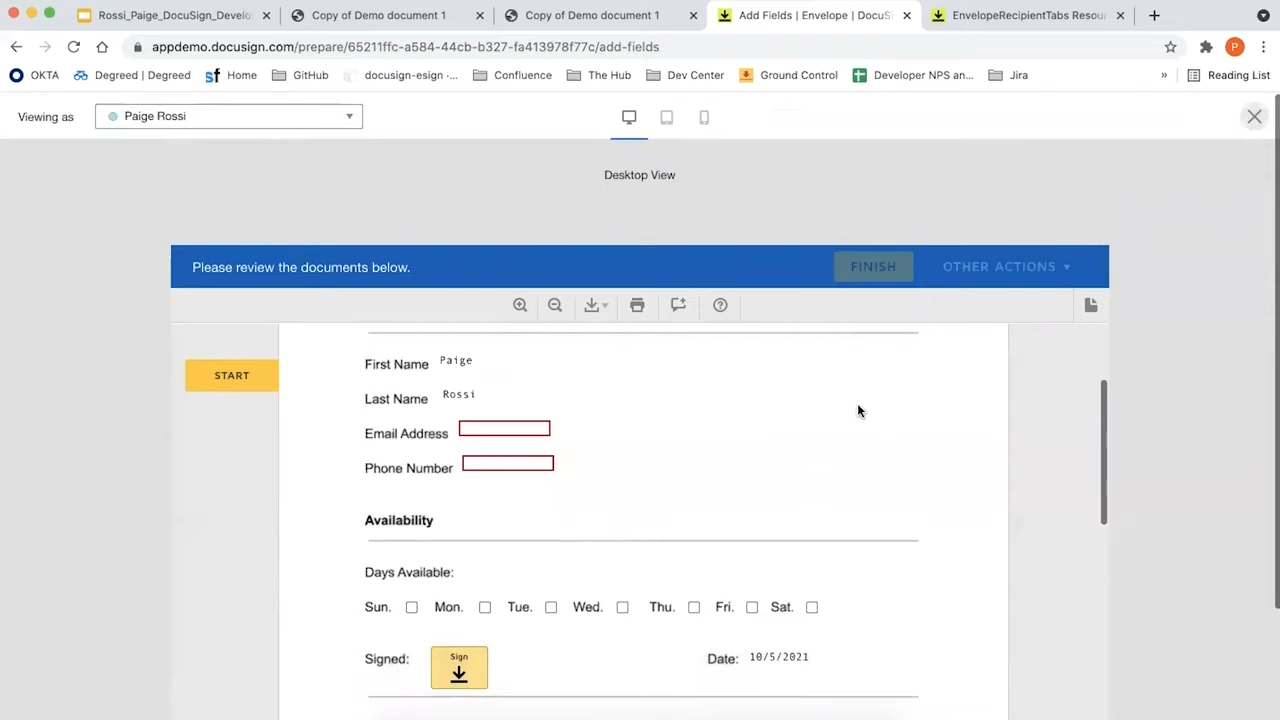 Rossi_Paige_DocuSign_Develo
Copy of Demo document 1
Copy of Demo document 1
Add Fields | Envelope | DocuSi
EnvelopeRecipientTabs Resour
appdemo.docusign.com/prepare/65211ffc-a584-44cb-b327-fa413978f77c/add-fields
P
OKTA
Degreed | Degreed
sf Home
GitHub
docusign-esign -...
Confluence
The Hub
Dev Center
Ground Control
Developer NPS an...
Jira
»
Reading List
Viewing as
Paige Rossi
Desktop View
Please review the documents below.
FINISH
OTHER ACTIONS
START
First Name Paige
Last Name Rossi
Email Address
Phone Number
Availability
Days Available:
Sun. Mon. Tue. Wed. Thu. Fri. Sat.
Signed: Sign Date: 10/5/2021